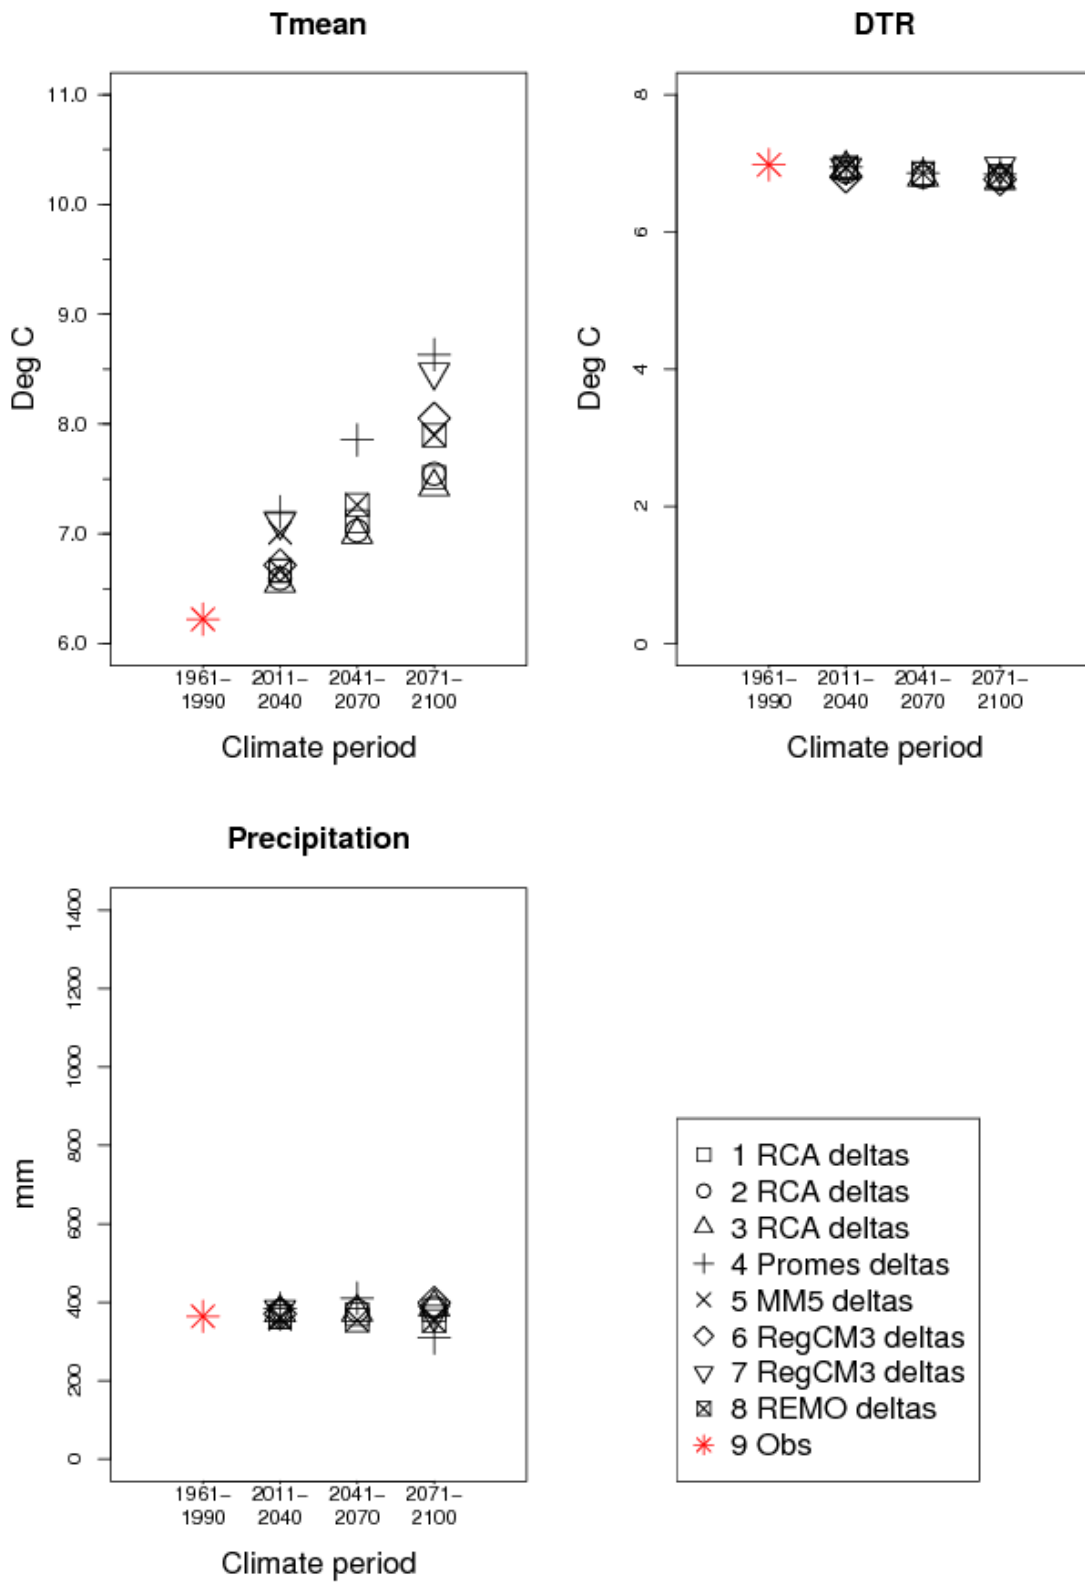 Tmean
11.0
10.0
9.0
8.0
7.0
6.0
Deg C
1961–
1990
2011–
2040
2041–
2070
2071–
2100
Climate period
DTR
8
6
4
2
0
Deg C
1961–
1990
2011–
2040
2041–
2070
2071–
2100
Climate period
Precipitation
1400
1200
1000
800
600
400
200
0
mm
1961–
1990
2011–
2040
2041–
2070
2071–
2100
Climate period
1 RCA deltas
2 RCA deltas
3 RCA deltas
4 Promes deltas
5 MM5 deltas
6 RegCM3 deltas
7 RegCM3 deltas
8 REMO deltas
9 Obs